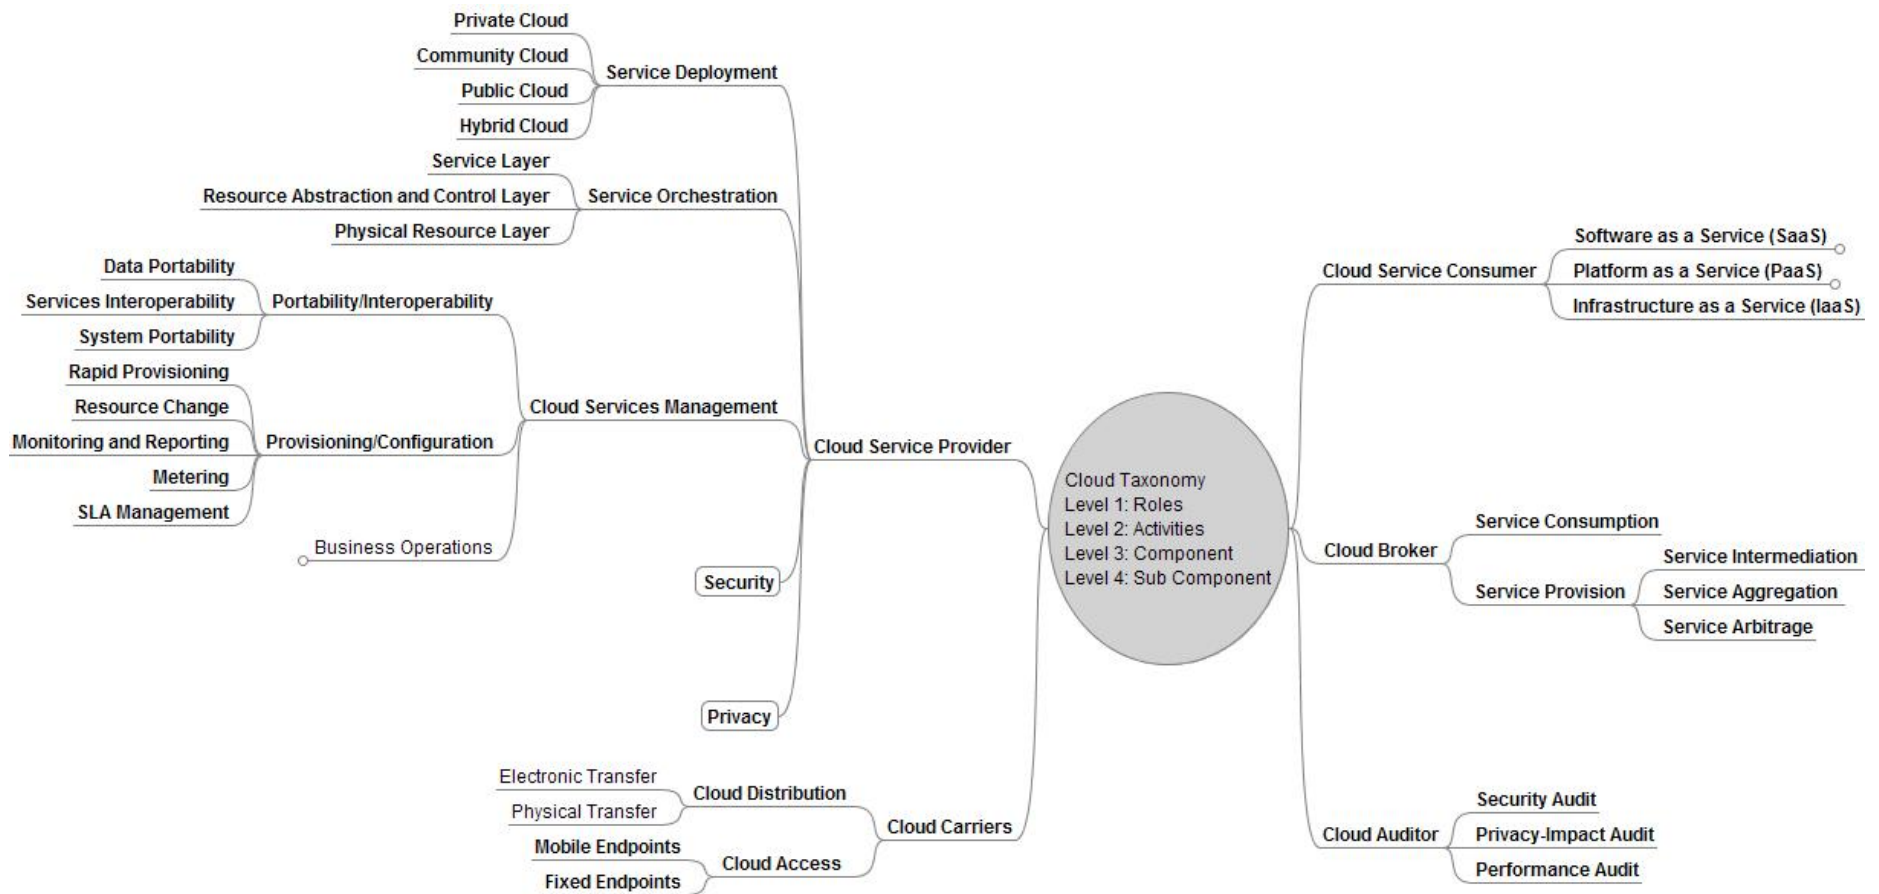 Private Cloud
Community Cloud
Public Cloud
Hybrid Cloud
Service Deployment
Service Layer
Resource Abstraction and Control Layer
Physical Resource Layer
Service Orchestration
Data Portability
Services Interoperability
System Portability
Portability/Interoperability
Rapid Provisioning
Resource Change
Monitoring and Reporting
Metering
SLA Management
Provisioning/Configuration
Business Operations
Cloud Services Management
Security
Privacy
Cloud Service Provider
Electronic Transfer
Physical Transfer
Cloud Distribution
Mobile Endpoints
Fixed Endpoints
Cloud Access
Cloud Carriers
Cloud Taxonomy
Level 1: Roles
Level 2: Activities
Level 3: Component
Level 4: Sub Component
Cloud Service Consumer
Software as a Service (SaaS)
Platform as a Service (PaaS)
Infrastructure as a Service (IaaS)
Cloud Broker
Service Consumption
Service Provision
Service Intermediation
Service Aggregation
Service Arbitrage
Cloud Auditor
Security Audit
Privacy-Impact Audit
Performance Audit